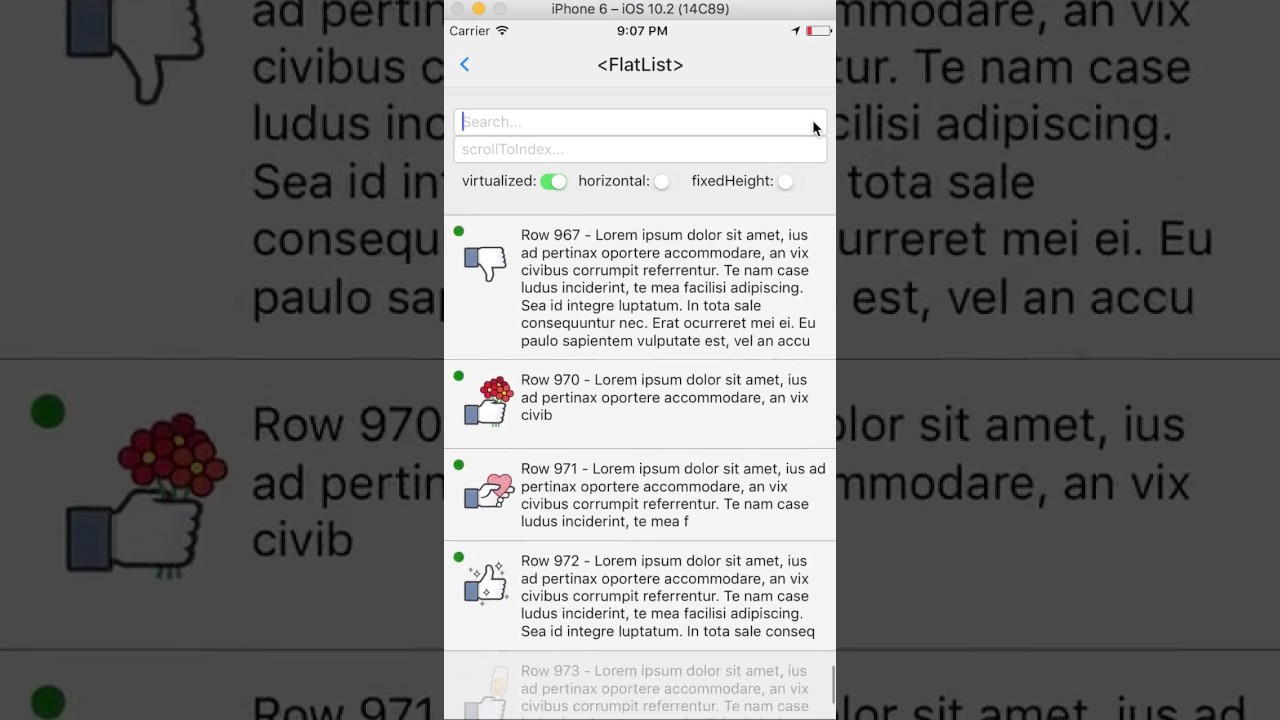 iPhone 6 – iOS 10.2 (14C89)
Carrier 9:07 PM
<FlatList>
Search...
scrollToIndex...
virtualized: horizontal: fixedHeight:
Row 967 - Lorem ipsum dolor sit amet, ius
ad pertinax oportere accommodare, an vix
civibus corrumpit referrentur. Te nam case
ludus inciderint, te mea facilisi adipiscing.
Sea id integre luptatum. In tota sale
consequuntur nec. Erat ocurreret mei ei. Eu
paulo sapientem vulputate est, vel an accu
Row 970 - Lorem ipsum dolor sit amet, ius
ad pertinax oportere accommodare, an vix
civib
Row 971 - Lorem ipsum dolor sit amet, ius ad
pertinax oportere accommodare, an vix
civibus corrumpit referrentur. Te nam case
ludus inciderint, te mea f
Row 972 - Lorem ipsum dolor sit amet, ius
ad pertinax oportere accommodare, an vix
civibus corrumpit referrentur. Te nam case
ludus inciderint, te mea facilisi adipiscing.
Sea id integre luptatum. In tota sale conseq
Row 973 - Lorem ipsum dolor sit amet, ius
ad pertinax oportere accommodare, an vix
civibus corrumpit referrentur. Te nam case